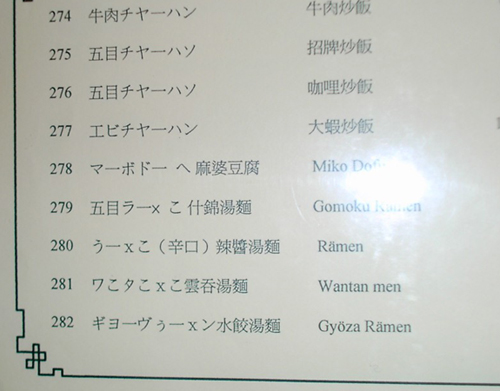 274 牛肉チヤーハン 牛肉炒飯
275 五目チヤーハソ 招牌炒飯
276 五目チヤーハソ 咖哩炒飯
277 エビチヤーハン 大蝦炒飯
278 マーボドー へ 麻婆豆腐 Miko
279 五目ラーx こ 什錦湯麵 Gomoku Ramen
280 うーxこ（辛口）辣醬湯麵 Rämen
281 ワこタこxこ雲吞湯麵 Wantan men
282 ギヨーヴぅーxン水餃湯麵 Gyöza Rämen